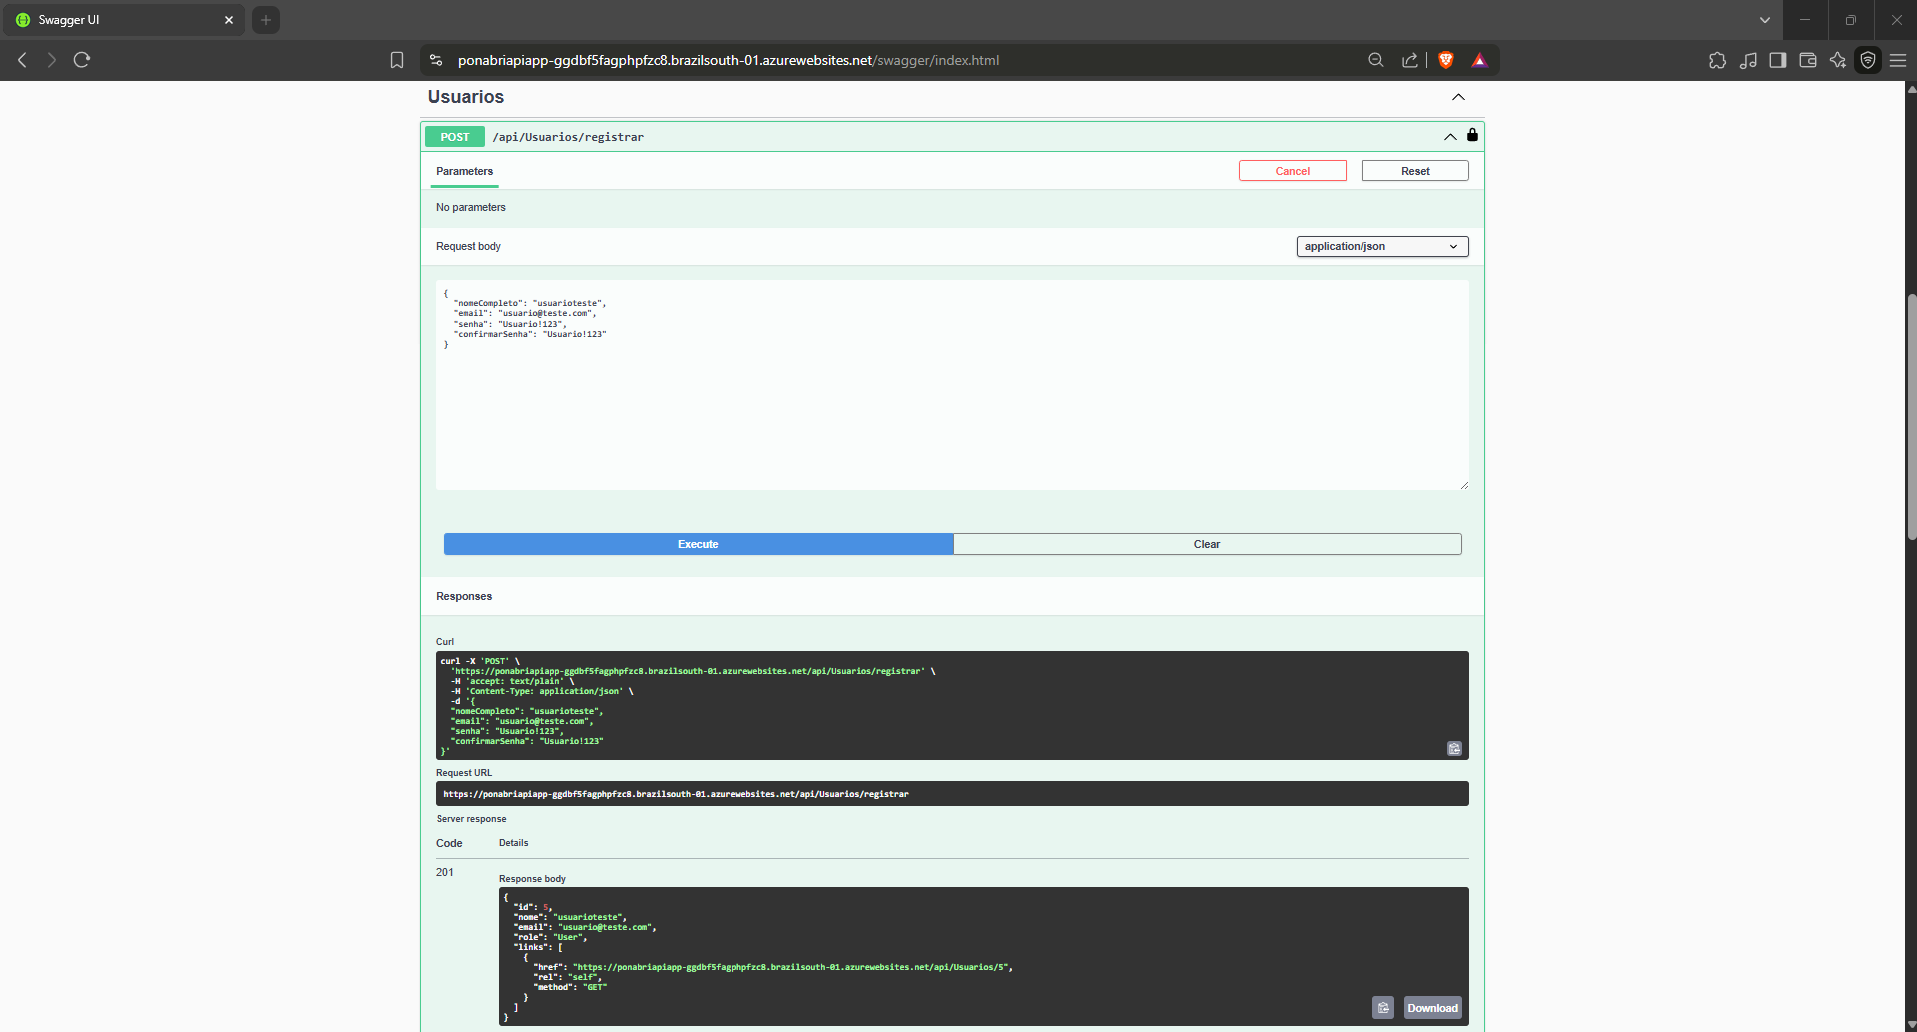 Swagger UI
ponabriapiapp-ggdbf5fagphpfzc8.brazilsouth-01.azurewebsites.net/swagger/index.html
Usuarios
POST /api/Usuarios/registrar
Parameters
Cancel
Reset
No parameters
Request body
application/json
{
  "nomeCompleto": "usuarioteste",
  "email": "usuario@teste.com",
  "senha": "Usuario!123",
  "confirmarSenha": "Usuario!123"
}
Execute
Clear
Responses
Curl
curl -X 'POST' \
  'https://ponabriapiapp-ggdbf5fagphpfzc8.brazilsouth-01.azurewebsites.net/api/Usuarios/registrar' \
  -H 'accept: text/plain' \
  -H 'Content-Type: application/json' \
  -d '{
  "nomeCompleto": "usuarioteste",
  "email": "usuario@teste.com",
  "senha": "Usuario!123",
  "confirmarSenha": "Usuario!123"
}'
Request URL
https://ponabriapiapp-ggdbf5fagphpfzc8.brazilsouth-01.azurewebsites.net/api/Usuarios/registrar
Server response
Code Details
201
Response body
{
  "id": 5,
  "nome": "usuarioteste",
  "email": "usuario@teste.com",
  "role": "User",
  "links": [
    {
      "href": "https://ponabriapiapp-ggdbf5fagphpfzc8.brazilsouth-01.azurewebsites.net/api/Usuarios/5",
      "rel": "self",
      "method": "GET"
    }
  ]
}
Download